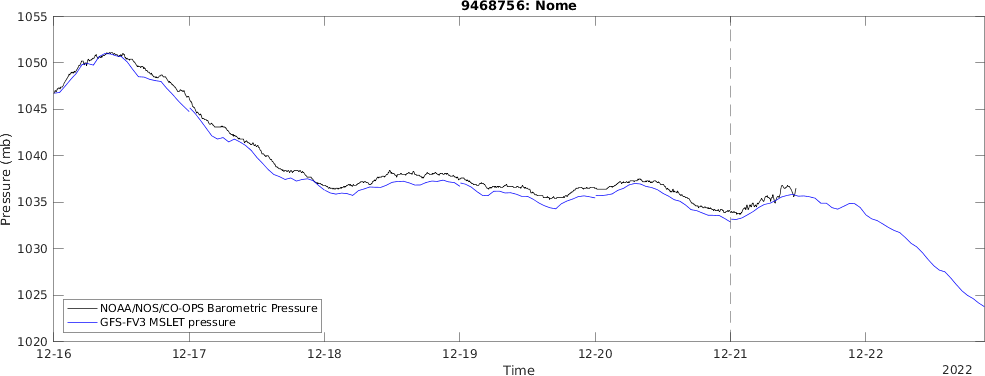 9468756: Nome
1055
1050
1045
1040
1035
1030
1025
1020
Pressure (mb)
NOAA/NOS/CO-OPS Barometric Pressure
GFS-FV3 MSLET pressure
12-16 12-17 12-18 12-19 12-20 12-21 12-22
Time
2022